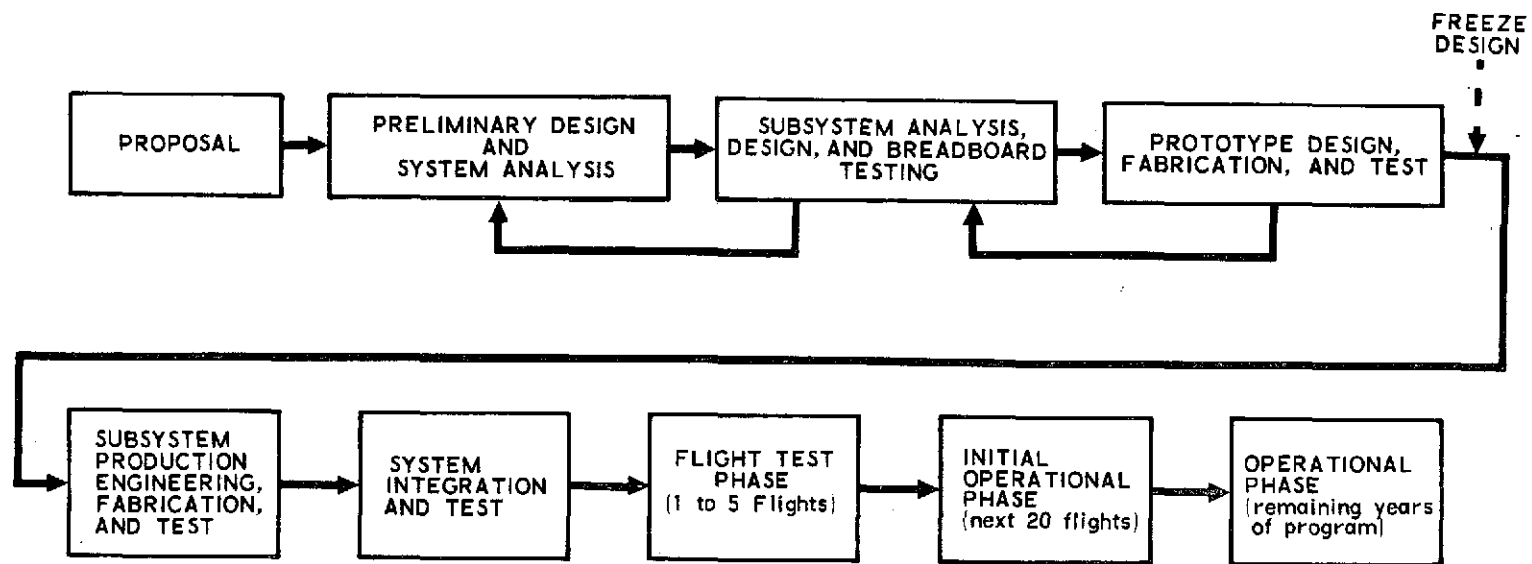 FREEZE
DESIGN
PROPOSAL
PRELIMINARY DESIGN
AND
SYSTEM ANALYSIS
SUBSYSTEM ANALYSIS,
DESIGN, AND BREADBOARD
TESTING
PROTOTYPE DESIGN,
FABRICATION, AND TEST
SUBSYSTEM
PRODUCTION
ENGINEERING,
FABRICATION,
AND TEST
SYSTEM
INTEGRATION
AND TEST
FLIGHT TEST
PHASE
(1 to 5 Flights)
INITIAL
OPERATIONAL
PHASE
(next 20 flights)
OPERATIONAL
PHASE
(remaining years
of program)